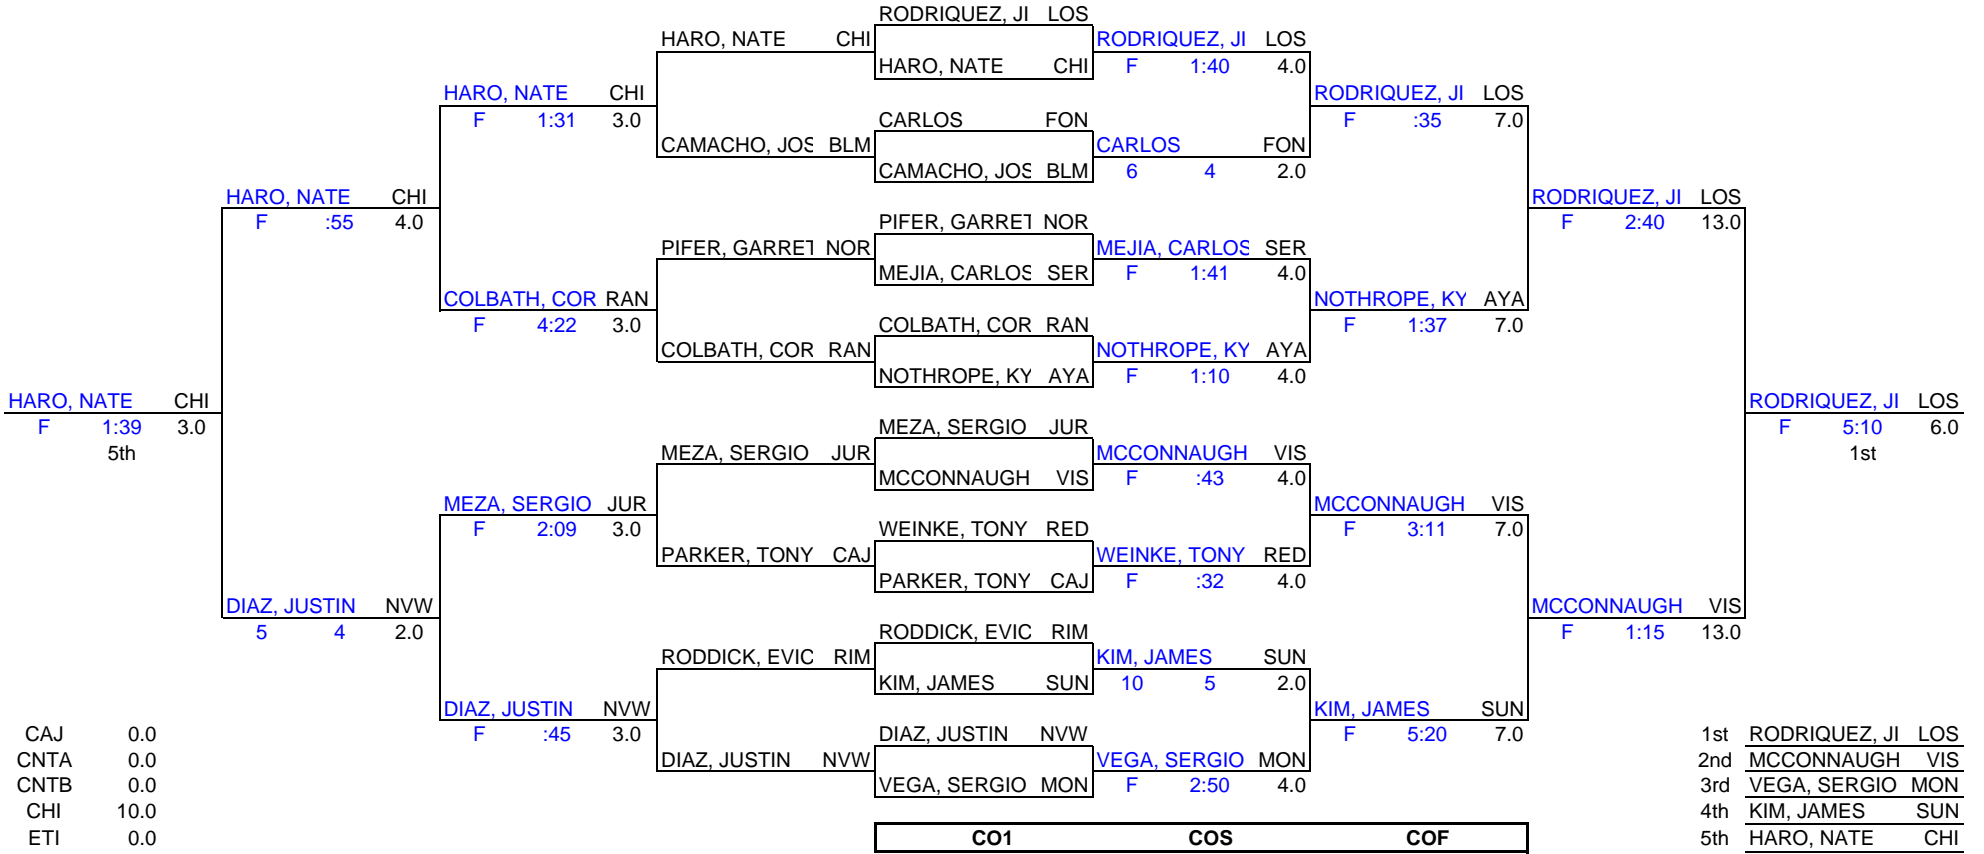 RODRIQUEZ, JI LOS
HARO, NATE CHI RODRIQUEZ, JI LOS
HARO, NATE CHI F 1:40 4.0
HARO, NATE CHI RODRIQUEZ, JI LOS
F 1:31 3.0 CARLOS FON F :35 7.0
CAMACHO, JOS BLM CARLOS FON
CAMACHO, JOS BLM 6 4 2.0
HARO, NATE CHI RODRIQUEZ, JI LOS
F :55 4.0 PIFER, GARRET NOR F 2:40 13.0
PIFER, GARRET NOR MEJIA, CARLOS SER
MEJIA, CARLOS SER F 1:41 4.0
COLBATH, COR RAN NOTHROPE, KY AYA
F 4:22 3.0 COLBATH, COR RAN F 1:37 7.0
COLBATH, COR RAN NOTHROPE, KY AYA
NOTHROPE, KY AYA F 1:10 4.0
HARO, NATE CHI RODRIQUEZ, JI LOS
F 1:39 3.0 MEZA, SERGIO JUR F 5:10 6.0
5th MEZA, SERGIO JUR MCCONNAUGH VIS 1st
MCCONNAUGH VIS F :43 4.0
MEZA, SERGIO JUR MCCONNAUGH VIS
F 2:09 3.0 WEINKE, TONY RED F 3:11 7.0
PARKER, TONY CAJ WEINKE, TONY RED
PARKER, TONY CAJ F :32 4.0
DIAZ, JUSTIN NVW MCCONNAUGH VIS
5 4 2.0 RODDICK, EVIC RIM F 1:15 13.0
RODDICK, EVIC RIM KIM, JAMES SUN
KIM, JAMES SUN 10 5 2.0
DIAZ, JUSTIN NVW KIM, JAMES SUN
CAJ 0.0 F :45 3.0 DIAZ, JUSTIN NVW F 5:20 7.0 1st RODRIQUEZ, JI LOS
CNTA 0.0 DIAZ, JUSTIN NVW VEGA, SERGIO MON 2nd MCCONNAUGH VIS
CNTB 0.0 VEGA, SERGIO MON F 2:50 4.0 3rd VEGA, SERGIO MON
CHI 10.0 4th KIM, JAMES SUN
ETI 0.0 CO1 COS COF 5th HARO, NATE CHI